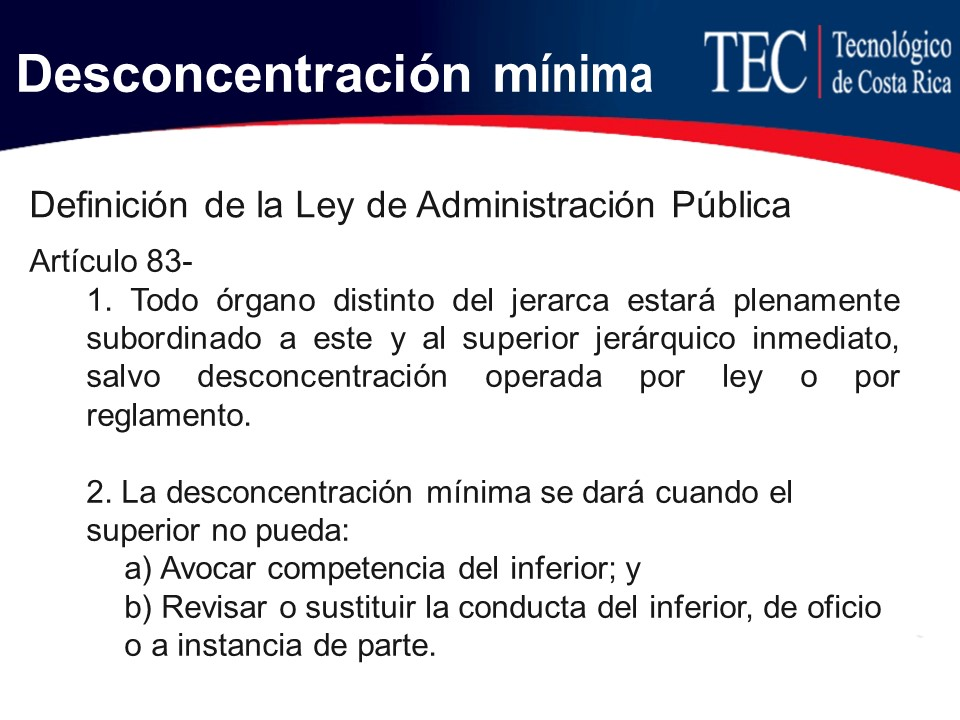 Desconcentración mínima
TEC
Tecnológico
de Costa Rica
Definición de la Ley de Administración Pública
Artículo 83-
1. Todo órgano distinto del jerarca estará plenamente
subordinado a este y al superior jerárquico inmediato,
salvo desconcentración operada por ley o por
reglamento.
2. La desconcentración mínima se dará cuando el
superior no pueda:
a) Avocar competencia del inferior; y
b) Revisar o sustituir la conducta del inferior, de oficio
o a instancia de parte.